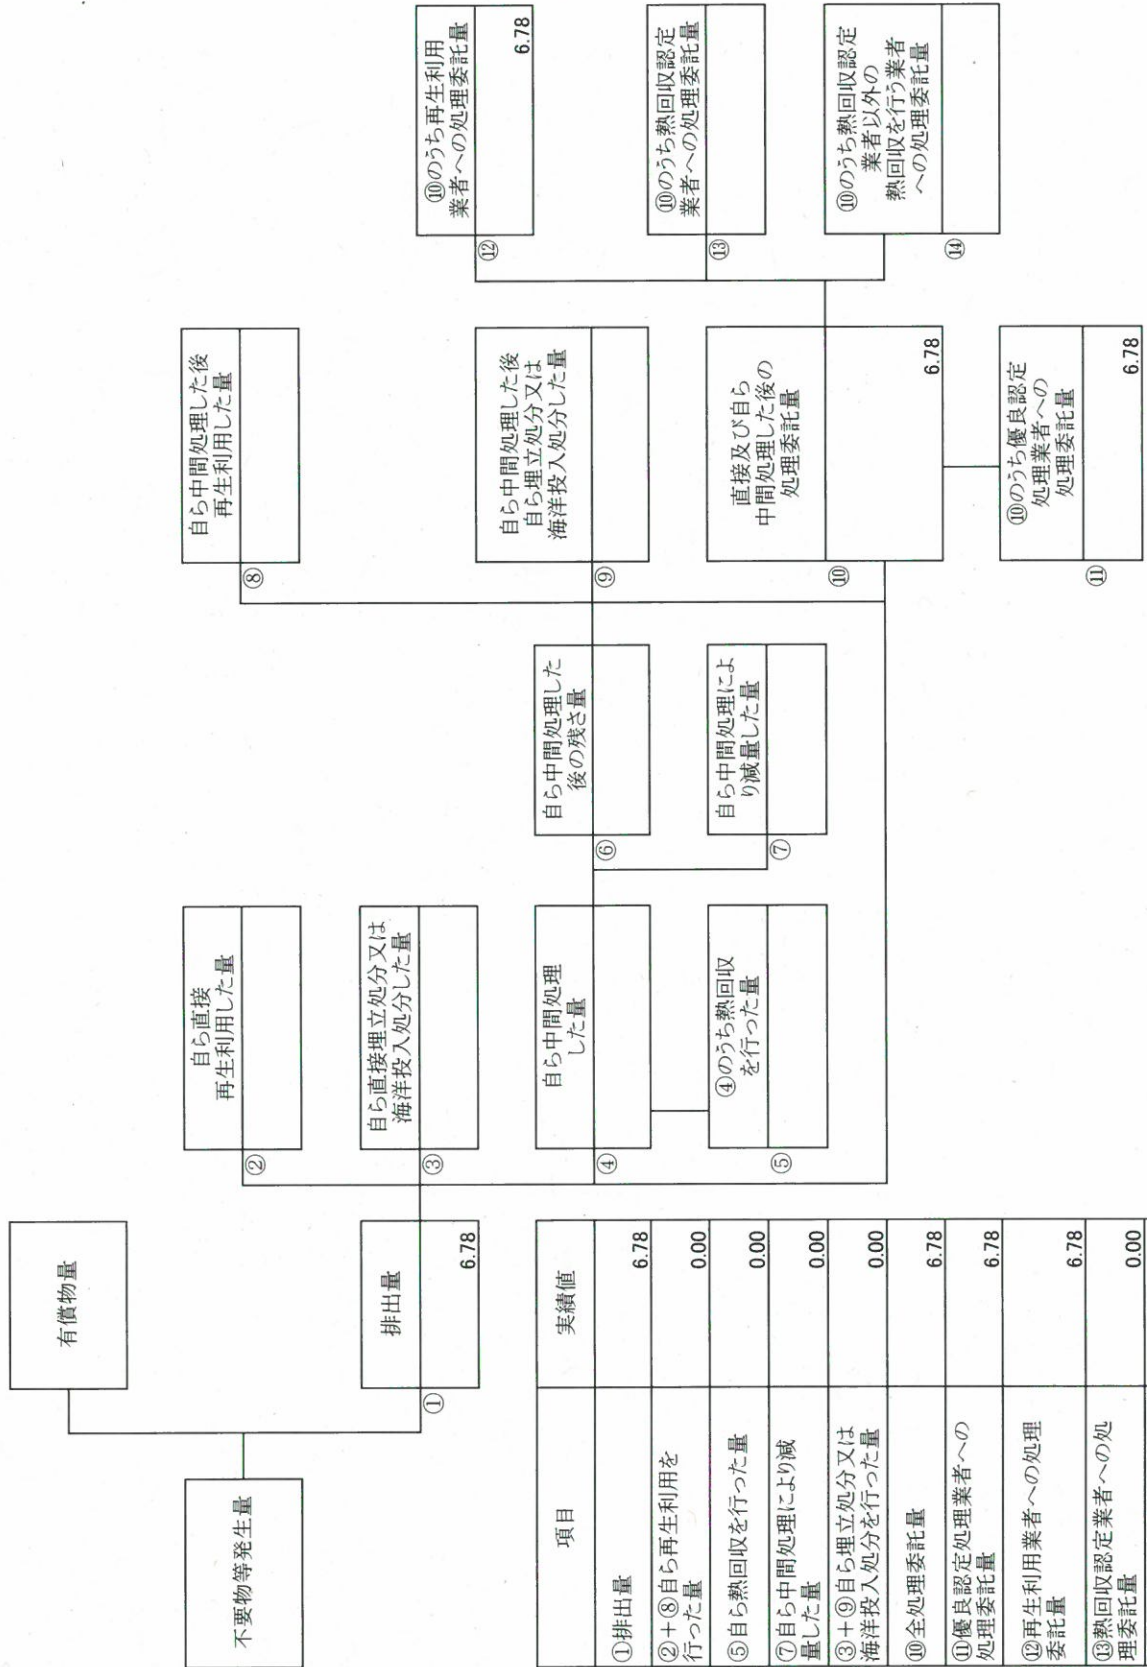 不要物等発生量
有償物量
排出量
①
6.78
自ら直接
再生利用した量
②
自ら直接埋立処分又は
海洋投入処分した量
③
自ら中間処理
した量
④
④のうち熱回収
を行った量
⑤
自ら中間処理した
後の残さ量
⑥
自ら中間処理によ
り減量した量
⑦
自ら中間処理した後
再生利用した量
⑧
自ら中間処理した後
自ら埋立処分又は
海洋投入処分した量
⑨
直接及び自ら
中間処理した後の
処理委託量
⑩
6.78
⑩のうち優良認定
処理業者への
処理委託量
⑪
6.78
⑩のうち再生利用
業者への処理委託量
⑫
6.78
⑩のうち熱回収認定
業者への処理委託量
⑬
⑩のうち熱回収認定
業者以外の
熱回収を行う業者
への処理委託量
⑭
項目 実績値
①排出量 6.78
②+⑧自ら再生利用を
行った量 0.00
⑤自ら熱回収を行った量 0.00
⑦自ら中間処理により減
量した量 0.00
③+⑨自ら埋立処分又は
海洋投入処分を行った量 0.00
⑩全処理委託量 6.78
⑪優良認定処理業者への
処理委託量 6.78
⑫再生利用業者への処理
委託量 6.78
⑬熱回収認定業者への処
理委託量 0.00